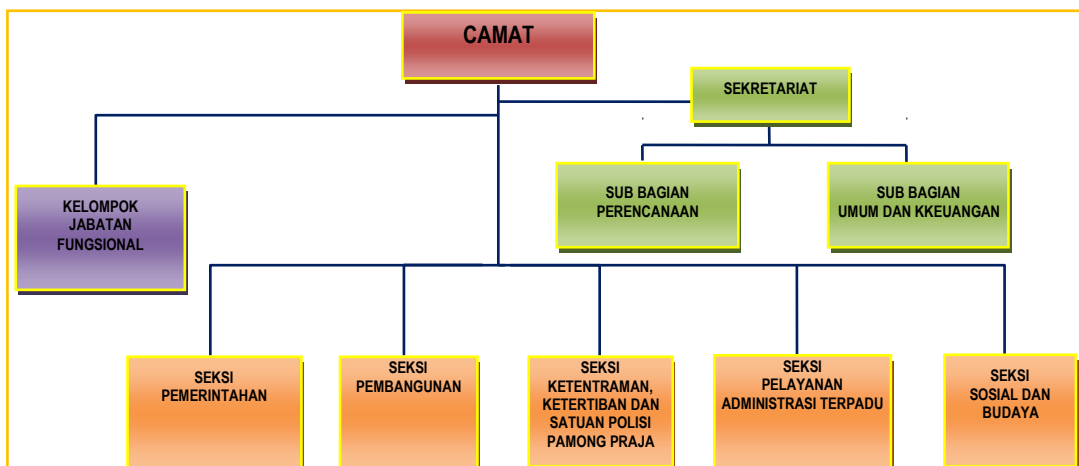 CAMAT
SEKRETARIAT
KELOMPOK
JABATAN
FUNGSIONAL
SUB BAGIAN
PERENCANAAN
SUB BAGIAN
UMUM DAN KKEUANGAN
SEKSI
PEMERINTAHAN
SEKSI
PEMBANGUNAN
SEKSI
KETENTRAMAN,
KETERTIBAN DAN
SATUAN POLISI
PAMONG PRAJA
SEKSI
PELAYANAN
ADMINISTRASI TERPADU
SEKSI
SOSIAL DAN
BUDAYA